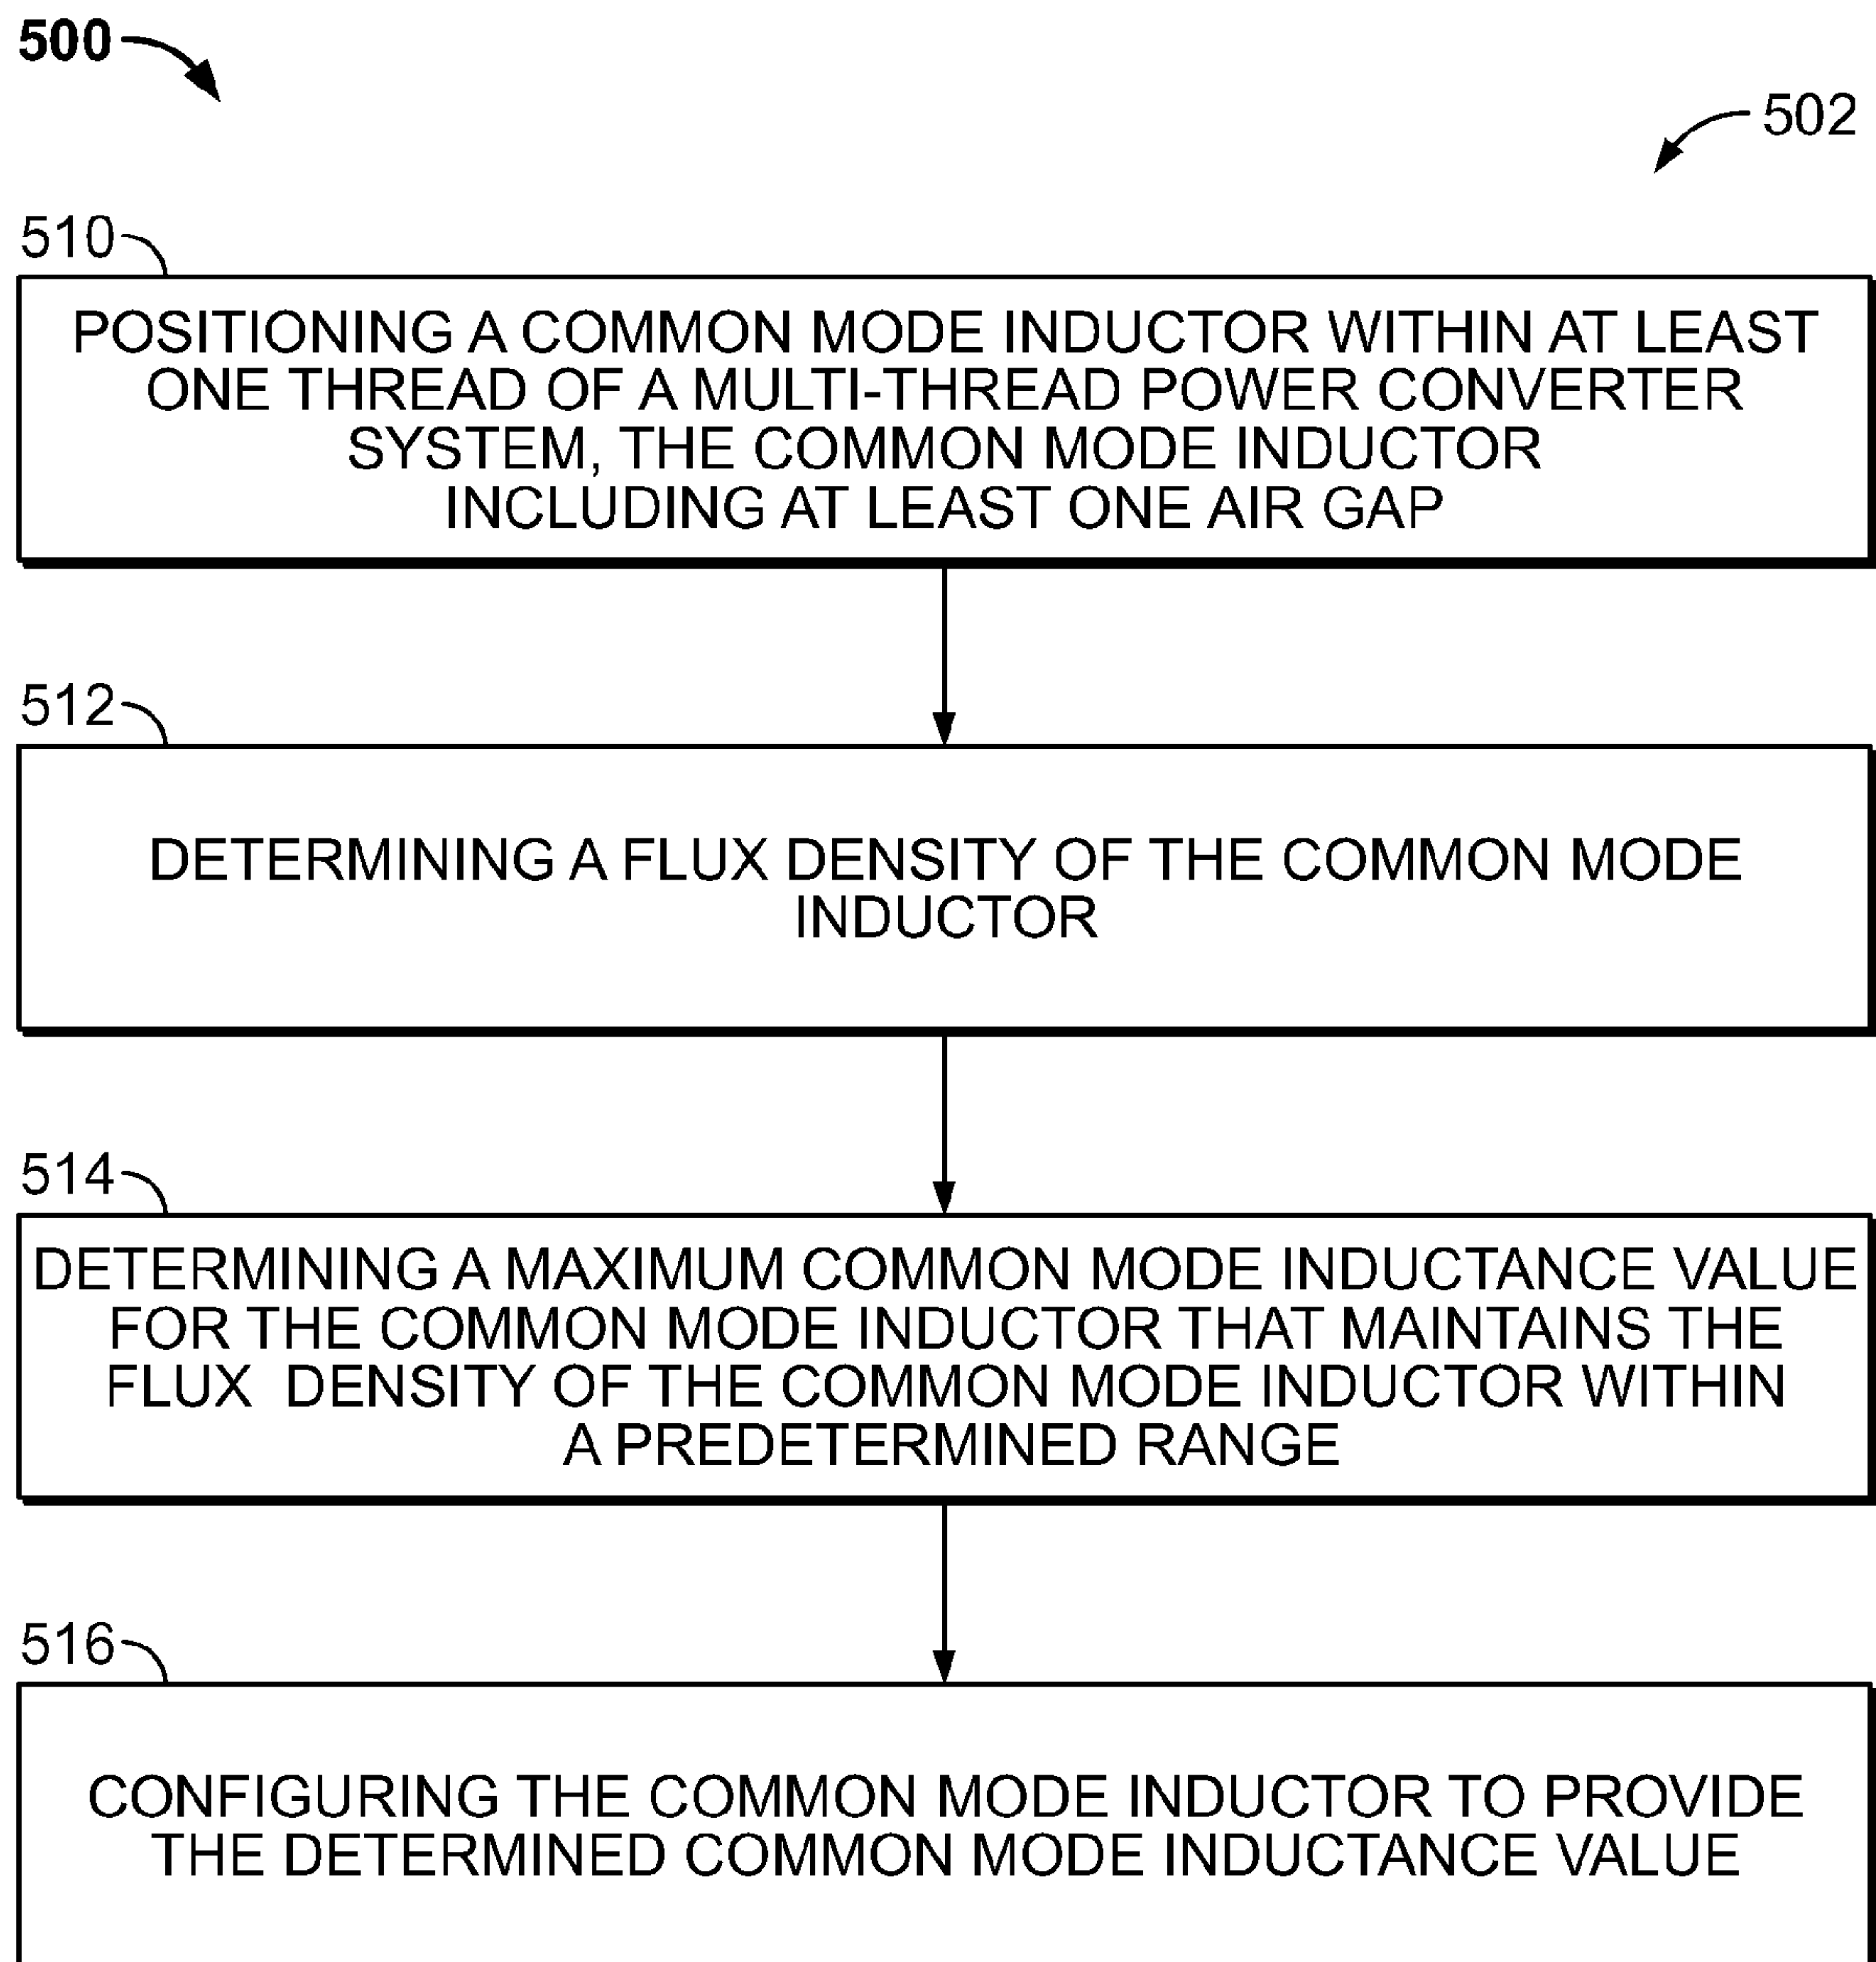 500
502
510
POSITIONING A COMMON MODE INDUCTOR WITHIN AT LEAST
ONE THREAD OF A MULTI-THREAD POWER CONVERTER
SYSTEM, THE COMMON MODE INDUCTOR
INCLUDING AT LEAST ONE AIR GAP
512
DETERMINING A FLUX DENSITY OF THE COMMON MODE
INDUCTOR
514
DETERMINING A MAXIMUM COMMON MODE INDUCTANCE VALUE
FOR THE COMMON MODE INDUCTOR THAT MAINTAINS THE
FLUX DENSITY OF THE COMMON MODE INDUCTOR WITHIN
A PREDETERMINED RANGE
516
CONFIGURING THE COMMON MODE INDUCTOR TO PROVIDE
THE DETERMINED COMMON MODE INDUCTANCE VALUE